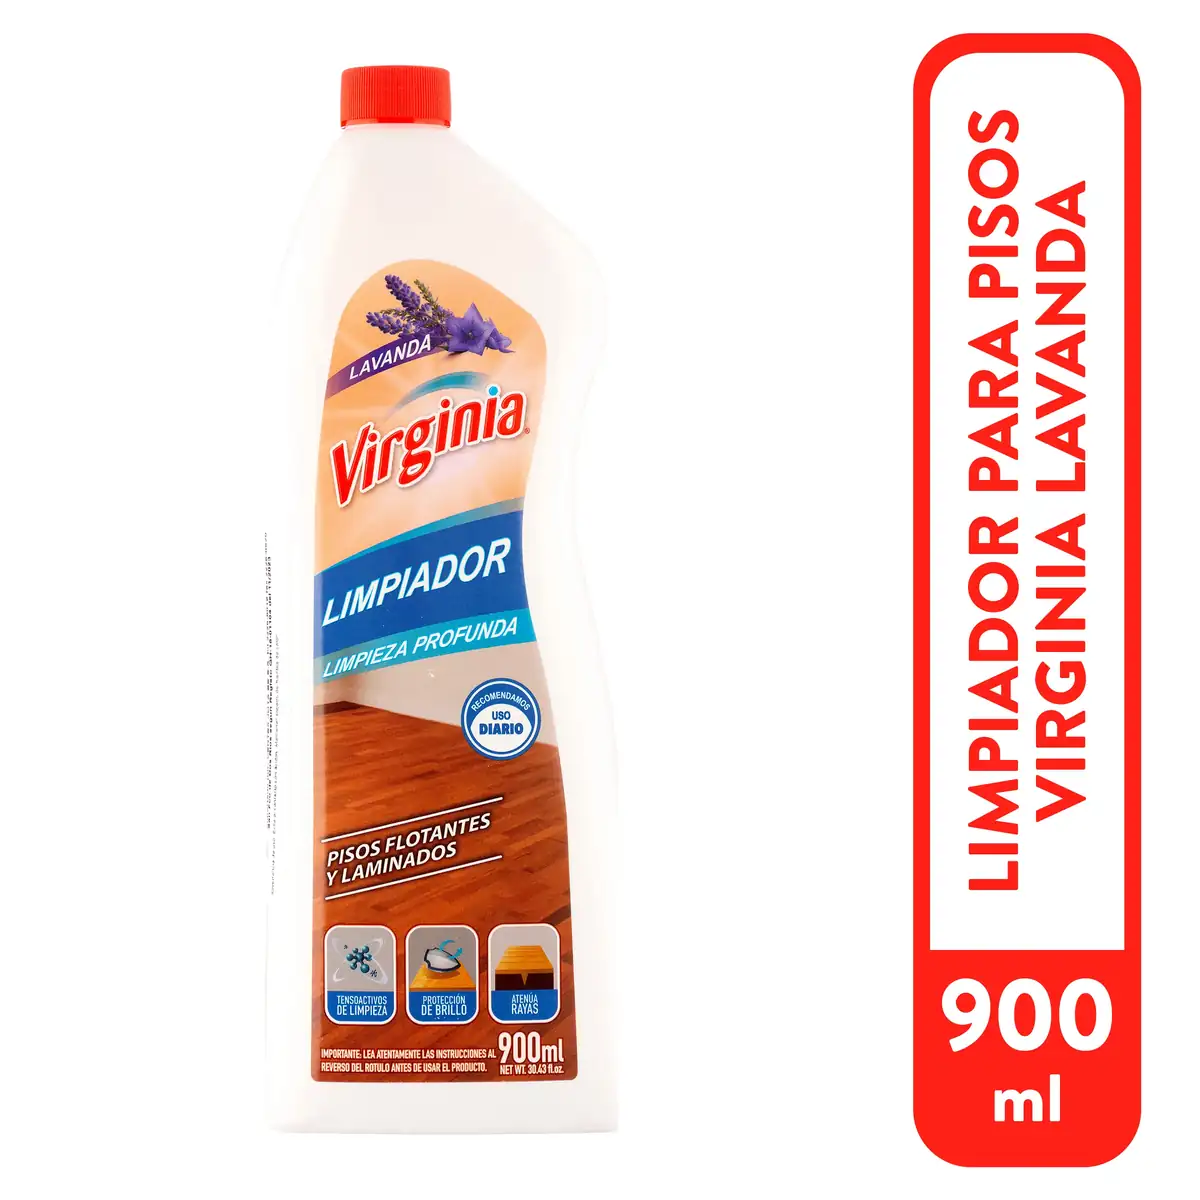 LAVANDA
Virginia®
LIMPIADOR
LIMPIEZA PROFUNDA
RECOMENDAMOS
USO
DIARIO
PISOS FLOTANTES
Y LAMINADOS
TENSOACTIVOS
DE LIMPIEZA
PROTECCIÓN
DE BRILLO
ATENÚA
RAYAS
IMPORTANTE: LEA ATENTAMENTE LAS INSTRUCCIONES AL
REVERSO DEL ROTULO ANTES DE USAR EL PRODUCTO.
900ml
NET WT. 30.43 fl.oz.
LIMPIADOR PARA PISOS
VIRGINIA LAVANDA
900
ml